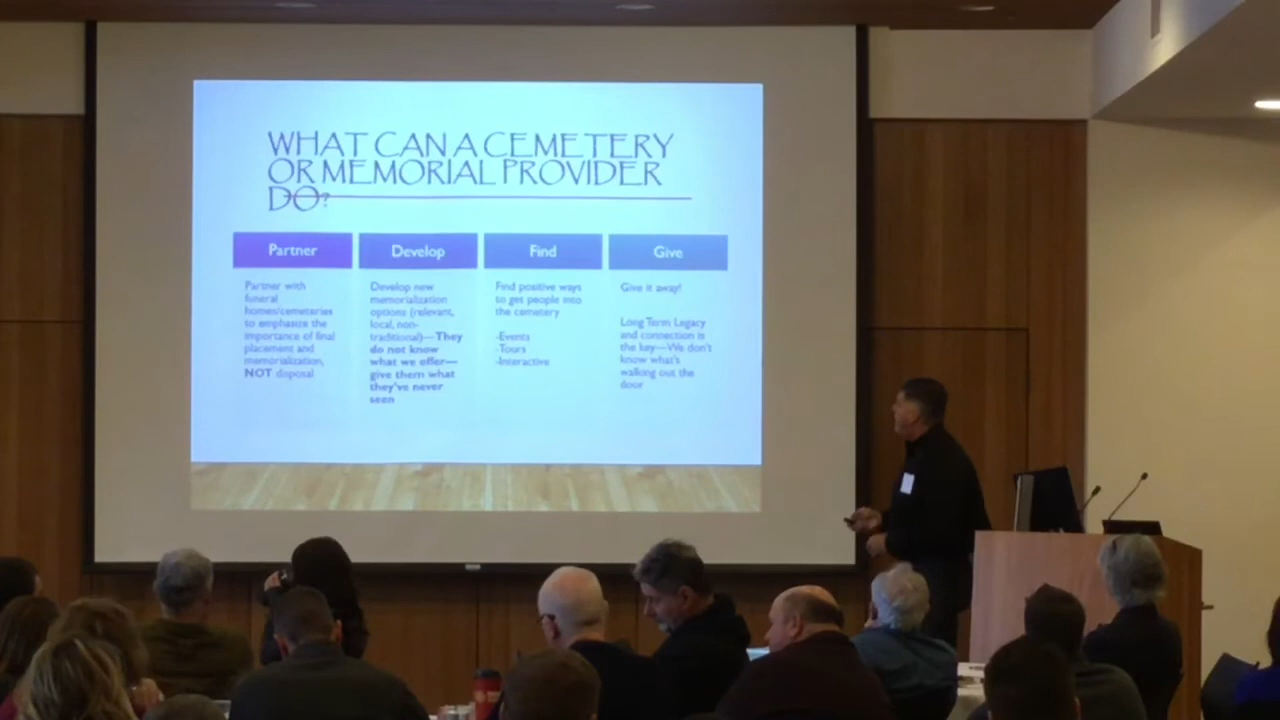 WHAT CAN A CEMETERY
OR MEMORIAL PROVIDER
DO?
Partner
Develop
Find
Give
Partner with
funeral
homes/cemeteries
to emphasize the
importance of final
placement and
memorialization,
NOT disposal
Develop new
memorialization
options (relevant,
local, non-
traditional)—They
do not know
what we offer—
give them what
they've never
seen
Find positive ways
to get people into
the cemetery
-Events
-Tours
-Interactive
Give it away!
Long Term Legacy
and connection is
the key—We don't
know what's
walking out the
door